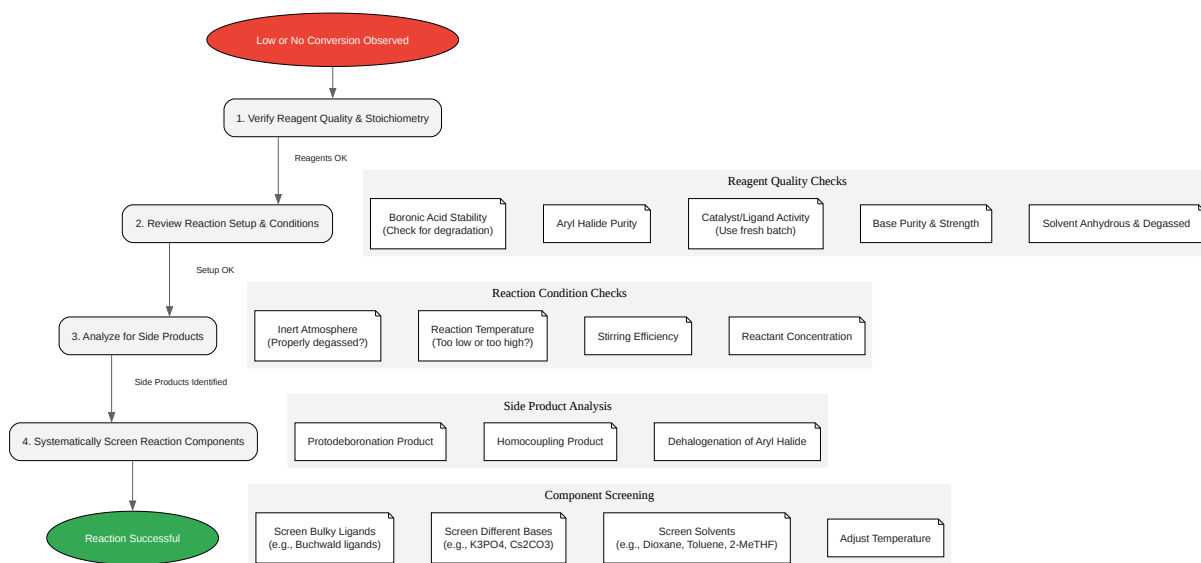 Low or No Conversion Observed
1. Verify Reagent Quality & Stoichiometry
Reagents OK
2. Review Reaction Setup & Conditions
Setup OK
3. Analyze for Side Products
Side Products Identified
4. Systematically Screen Reaction Components
Reaction Successful
Reagent Quality Checks
Boronic Acid Stability
(Check for degradation)
Aryl Halide Purity
Catalyst/Ligand Activity
(Use fresh batch)
Base Purity & Strength
Solvent Anhydrous & Degassed
Reaction Condition Checks
Inert Atmosphere
(Properly degassed?)
Reaction Temperature
(Too low or too high?)
Stirring Efficiency
Reactant Concentration
Side Product Analysis
Protodeboronation Product
Homocoupling Product
Dehalogenation of Aryl Halide
Component Screening
Screen Bulky Ligands
(e.g., Buchwald ligands)
Screen Different Bases
(e.g., K3PO4, Cs2CO3)
Screen Solvents
(e.g., Dioxane, Toluene, 2-MeTHF)
Adjust Temperature